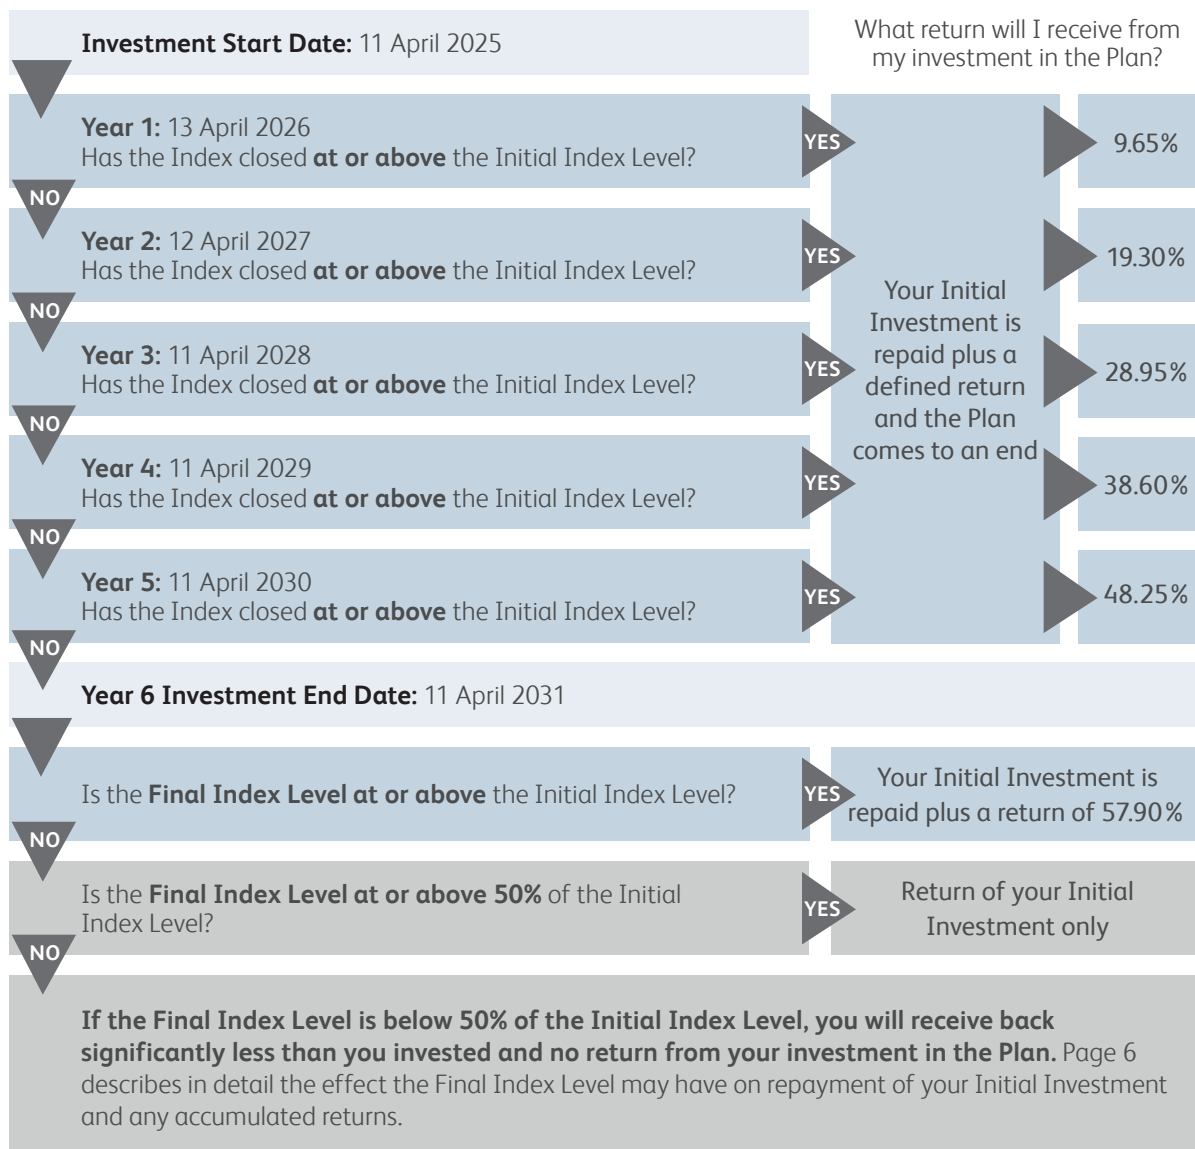 Investment Start Date: 11 April 2025
What return will I receive from
my investment in the Plan?
Year 1: 13 April 2026
Has the Index closed at or above the Initial Index Level?
YES
9.65%
NO
Year 2: 12 April 2027
Has the Index closed at or above the Initial Index Level?
YES
19.30%
NO
Year 3: 11 April 2028
Has the Index closed at or above the Initial Index Level?
YES
Your Initial
Investment is
repaid plus a
defined return
and the Plan
comes to an end
28.95%
NO
Year 4: 11 April 2029
Has the Index closed at or above the Initial Index Level?
YES
38.60%
NO
Year 5: 11 April 2030
Has the Index closed at or above the Initial Index Level?
YES
48.25%
NO
Year 6 Investment End Date: 11 April 2031
Is the Final Index Level at or above the Initial Index Level?
YES
Your Initial Investment is
repaid plus a return of 57.90%
NO
Is the Final Index Level at or above 50% of the Initial
Index Level?
YES
Return of your Initial
Investment only
NO
If the Final Index Level is below 50% of the Initial Index Level, you will receive back
significantly less than you invested and no return from your investment in the Plan. Page 6
describes in detail the effect the Final Index Level may have on repayment of your Initial Investment
and any accumulated returns.